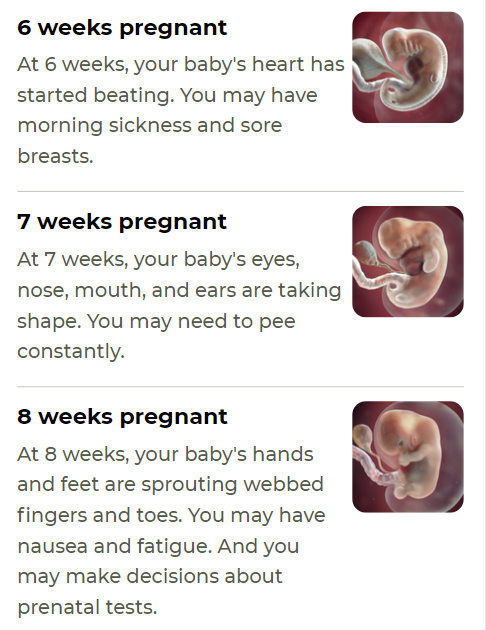 6 weeks pregnant
At 6 weeks, your baby's heart has
started beating. You may have
morning sickness and sore
breasts.
7 weeks pregnant
At 7 weeks, your baby's eyes,
nose, mouth, and ears are taking
shape. You may need to pee
constantly.
8 weeks pregnant
At 8 weeks, your baby's hands
and feet are sprouting webbed
fingers and toes. You may have
nausea and fatigue. And you
may make decisions about
prenatal tests.